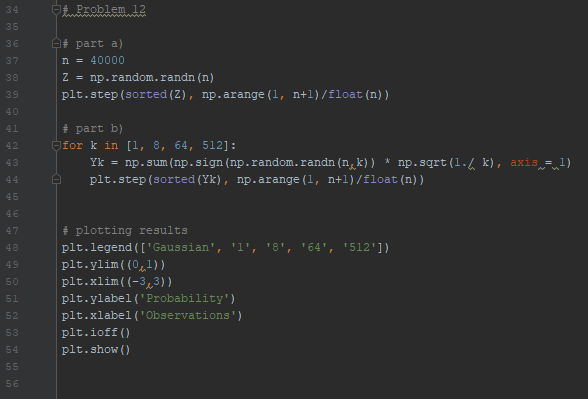 34 # Problem 12
35
36 # part a)
37 n = 40000
38 Z = np.random.randn(n)
39 plt.step(sorted(Z), np.arange(1, n+1)/float(n))
40
41 # part b)
42 for k in [1, 8, 64, 512]:
43     Yk = np.sum(np.sign(np.random.randn(n,k)) * np.sqrt(1./ k), axis = 1)
44     plt.step(sorted(Yk), np.arange(1, n+1)/float(n))
45
46
47 # plotting results
48 plt.legend(['Gaussian', '1', '8', '64', '512'])
49 plt.ylim((0,1))
50 plt.xlim((-3,3))
51 plt.ylabel('Probability')
52 plt.xlabel('Observations')
53 plt.ioff()
54 plt.show()
55
56